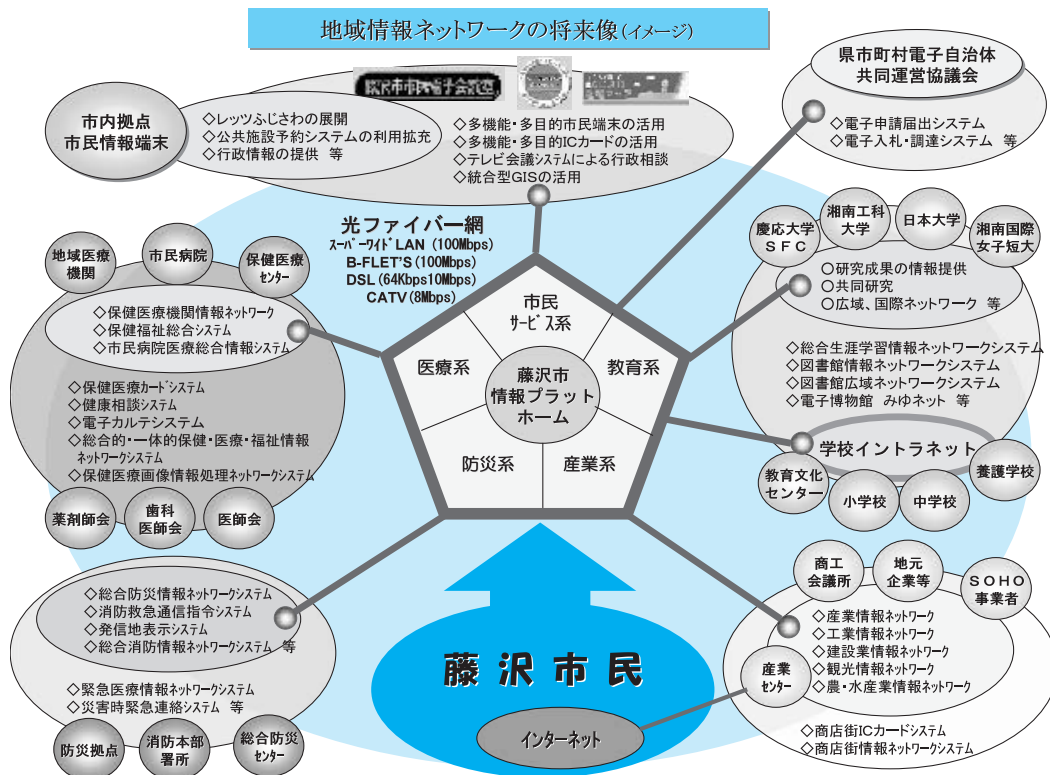 地域情報ネットワークの将来像(イメージ)
県市町村電子自治体
共同運営協議会
◇電子申請届出システム
◇電子入札・調達システム 等
市内拠点
市民情報端末
◇レッツふじさわの展開
◇公共施設予約システムの利用拡充
◇行政情報の提供 等
◇多機能・多目的市民端末の活用
◇多機能・多目的ICカードの活用
◇テレビ会議システムによる行政相談
◇統合型GISの活用
光ファイバー網
スーパーワイドLAN (100Mbps)
B-FLET'S (100Mbps)
DSL (64Kbps10Mbps)
CATV (8Mbps)
地域医療
機関
市民病院
保健医療
センター
◇保健医療機関情報ネットワーク
◇保健福祉総合システム
◇市民病院医療総合情報システム
◇保健医療カードシステム
◇健康相談システム
◇電子カルテシステム
◇総合的・一体的保健・医療・福祉情報
ネットワークシステム
◇保健医療画像情報処理ネットワークシステム
薬剤師会
歯科
医師会
医師会
慶応大学
SFC
湘南工科
大学
日本大学
湘南国際
女子短大
○研究成果の情報提供
○共同研究
○広域、国際ネットワーク 等
◇総合生涯学習情報ネットワークシステム
◇図書館情報ネットワークシステム
◇図書館広域ネットワークシステム
◇電子博物館 みゆネット 等
学校イントラネット
教育文化
センター
小学校
中学校
養護学校
市民
サービス系
医療系
教育系
藤沢市
情報プラット
ホーム
防災系
産業系
◇総合防災情報ネットワークシステム
◇消防救急通信指令システム
◇発信地表示システム
◇総合消防情報ネットワークシステム 等
◇緊急医療情報ネットワークシステム
◇災害時緊急連絡システム 等
防災拠点
消防本部
署所
総合防災
センター
藤沢市民
インターネット
商工
会議所
地元
企業等
SOHO
事業者
◇産業情報ネットワーク
◇工業情報ネットワーク
◇建設業情報ネットワーク
◇観光情報ネットワーク
◇農・水産業情報ネットワーク
産業
センター
◇商店街ICカードシステム
◇商店街情報ネットワークシステム